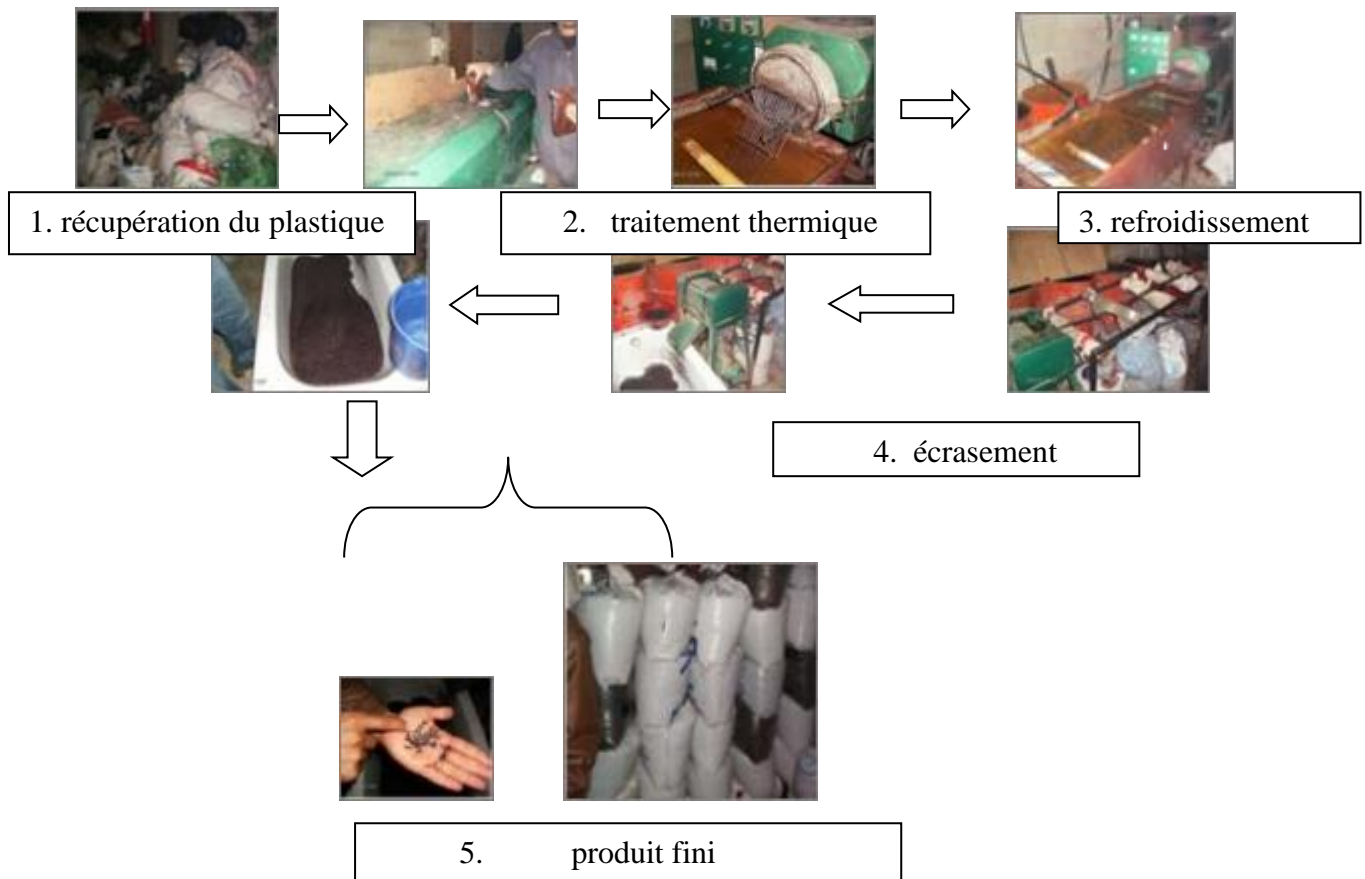 1. récupération du plastique
2. traitement thermique
3. refroidissement
4. écrasement
5. produit fini